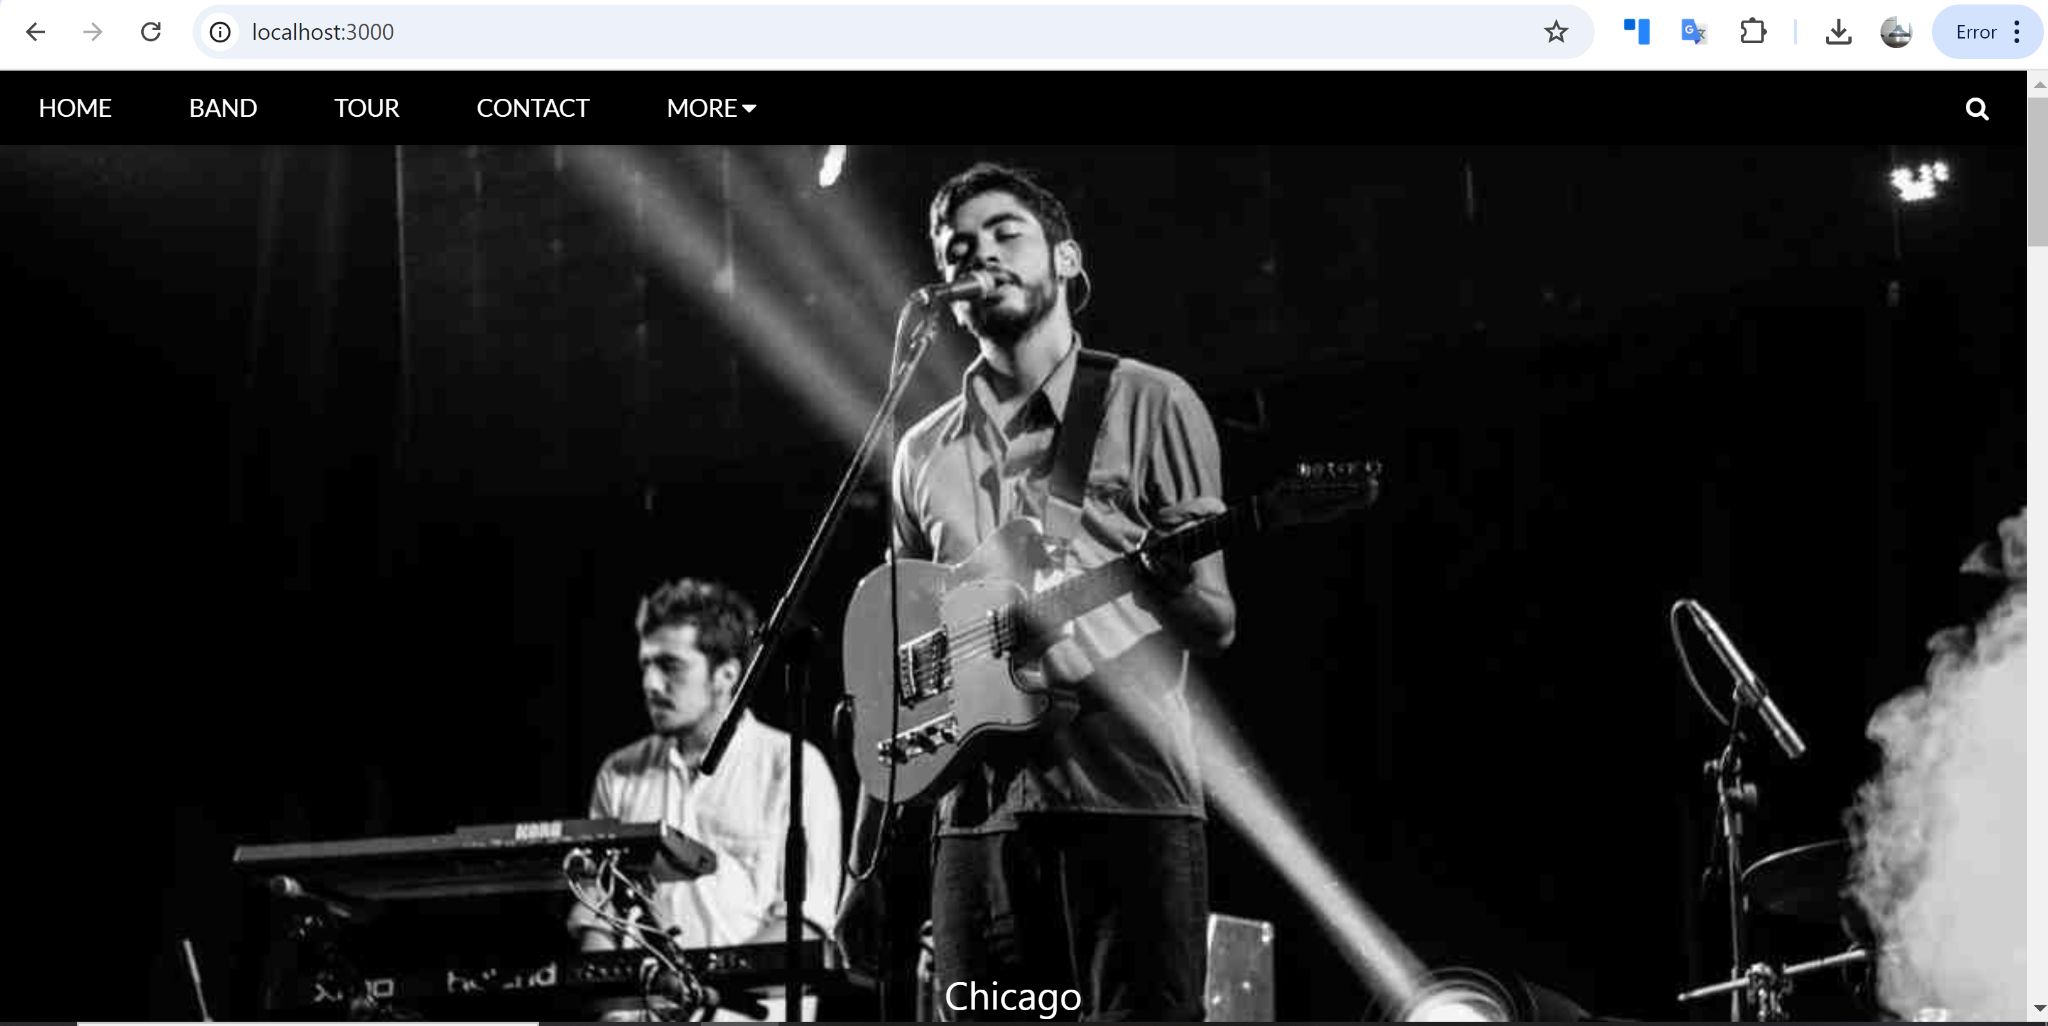 localhost:3000
Error
HOME BAND TOUR CONTACT MORE
KORG
Chicago